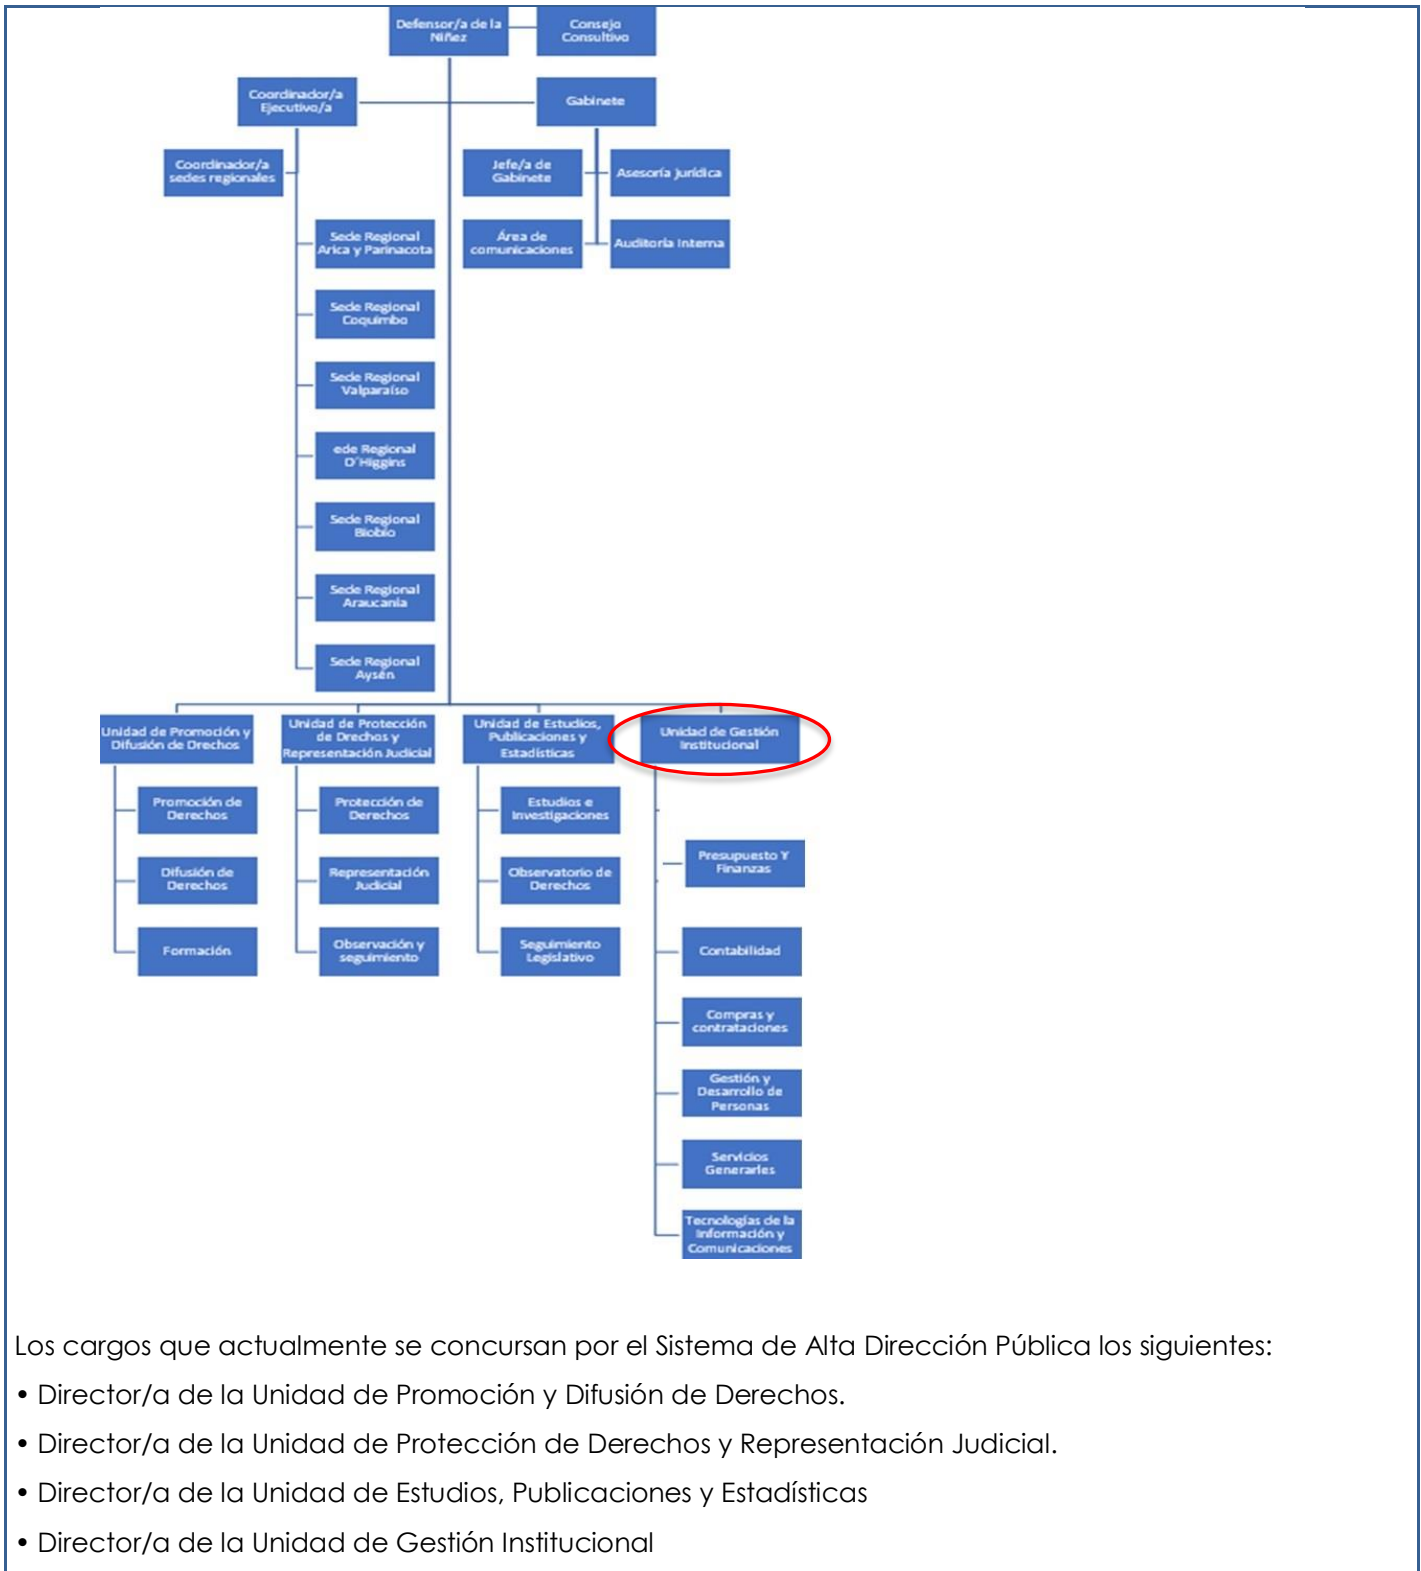 Defensor/a de la
Niñez
Consejo
Consultivo
Coordinador/a
Ejecutivo/a
Gabinete
Coordinador/a
sedes regionales
Jefe/a de
Gabinete
Asesoría Jurídica
Área de
comunicaciones
Auditoría Interna
Sede Regional
Arica y Parinacota
Sede Regional
Coquimbo
Sede Regional
Valparaíso
ede Regional
O´Higgins
Sede Regional
Biobío
Sede Regional
Araucanía
Sede Regional
Aysén
Unidad de Promoción y
Difusión de Drechos
Unidad de Protección
de Drechos y
Representación Judicial
Unidad de Estudios,
Publicaciones y
Estadísticas
Unidad de Gestión
Institucional
Promoción de
Derechos
Difusión de
Derechos
Formación
Protección de
Derechos
Representación
Judicial
Observación y
seguimiento
Estudios e
Investigaciones
Observatorio de
Derechos
Seguimiento
Legislativo
Presupuesto Y
Finanzas
Contabilidad
Compras y
contrataciones
Gestión y
Desarrollo de
Personas
Servicios
Generarles
Tecnologías de la
Información y
Comunicaciones
Los cargos que actualmente se concursan por el Sistema de Alta Dirección Pública los siguientes:
• Director/a de la Unidad de Promoción y Difusión de Derechos.
• Director/a de la Unidad de Protección de Derechos y Representación Judicial.
• Director/a de la Unidad de Estudios, Publicaciones y Estadísticas
• Director/a de la Unidad de Gestión Institucional